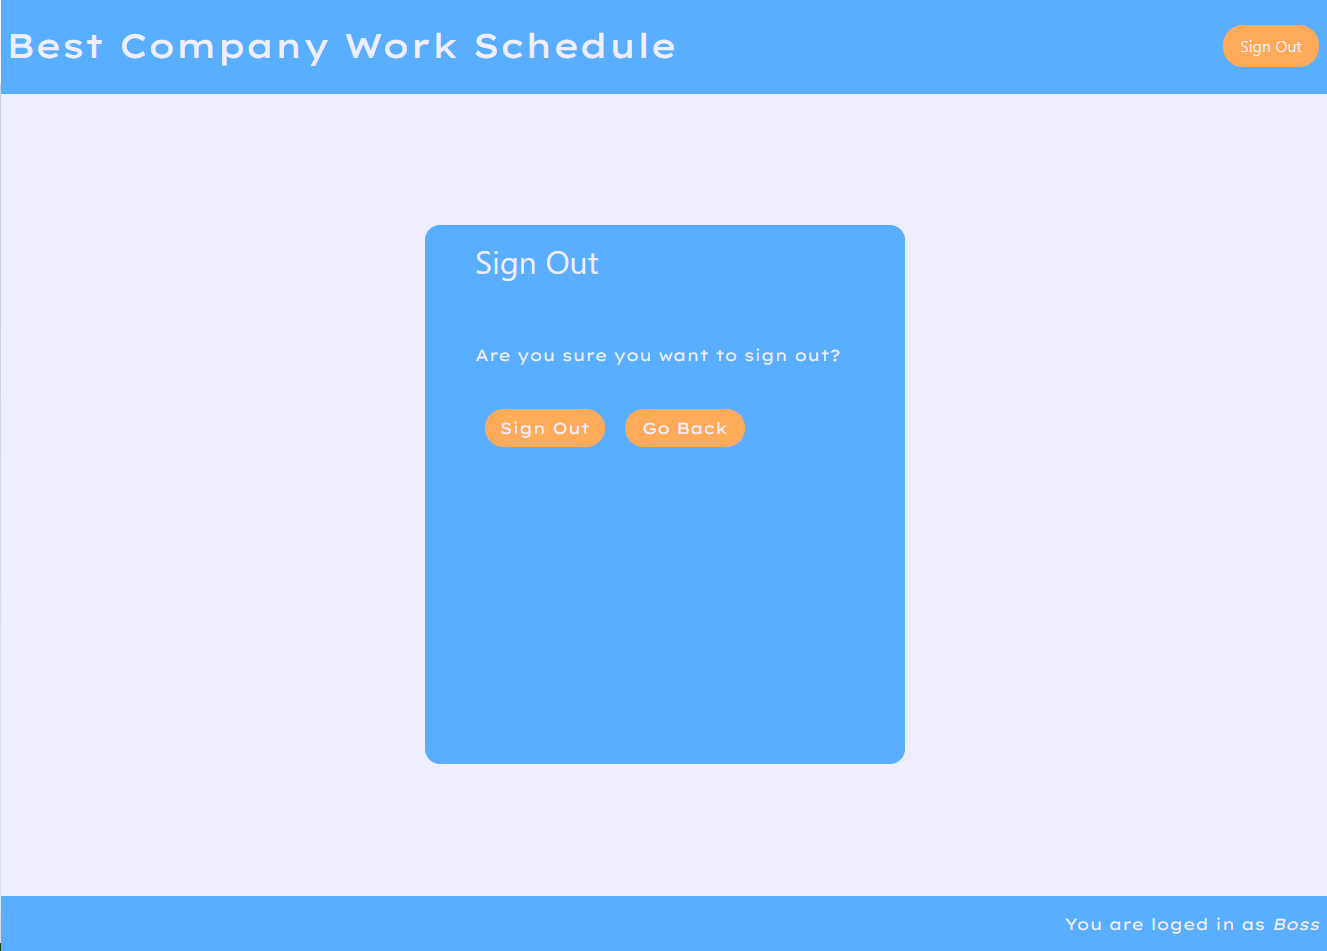 Best Company Work Schedule
Sign Out
Sign Out
Are you sure you want to sign out?
Sign Out
Go Back
You are loged in as Boss